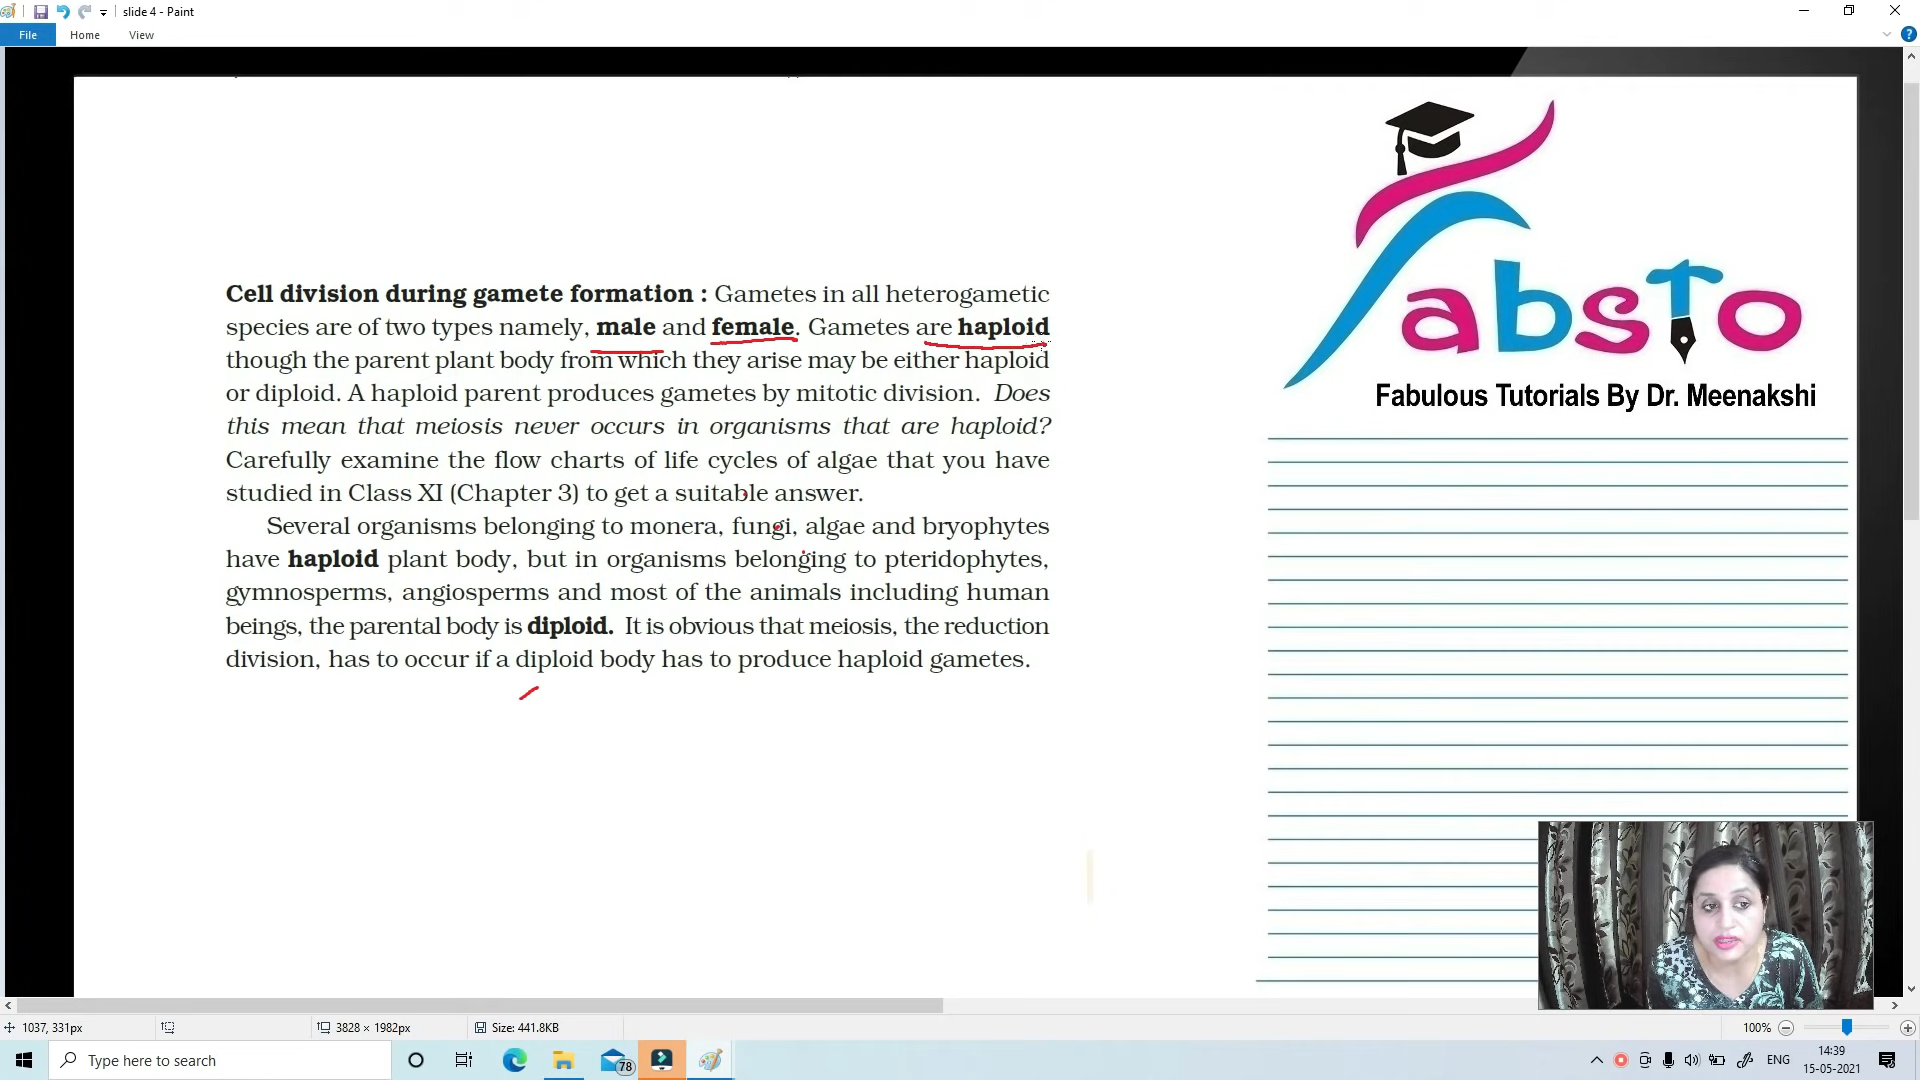 slide 4 - Paint
File Home View
Cell division during gamete formation : Gametes in all heterogametic
species are of two types namely, male and female. Gametes are haploid
though the parent plant body from which they arise may be either haploid
or diploid. A haploid parent produces gametes by mitotic division. Does
this mean that meiosis never occurs in organisms that are haploid?
Carefully examine the flow charts of life cycles of algae that you have
studied in Class XI (Chapter 3) to get a suitable answer.
Several organisms belonging to monera, fungi, algae and bryophytes
have haploid plant body, but in organisms belonging to pteridophytes,
gymnosperms, angiosperms and most of the animals including human
beings, the parental body is diploid. It is obvious that meiosis, the reduction
division, has to occur if a diploid body has to produce haploid gametes.
absTo
Fabulous Tutorials By Dr. Meenakshi
1037, 331px
3828 × 1982px
Size: 441.8KB
100%
Type here to search
78
ENG
14:39
15-05-2021